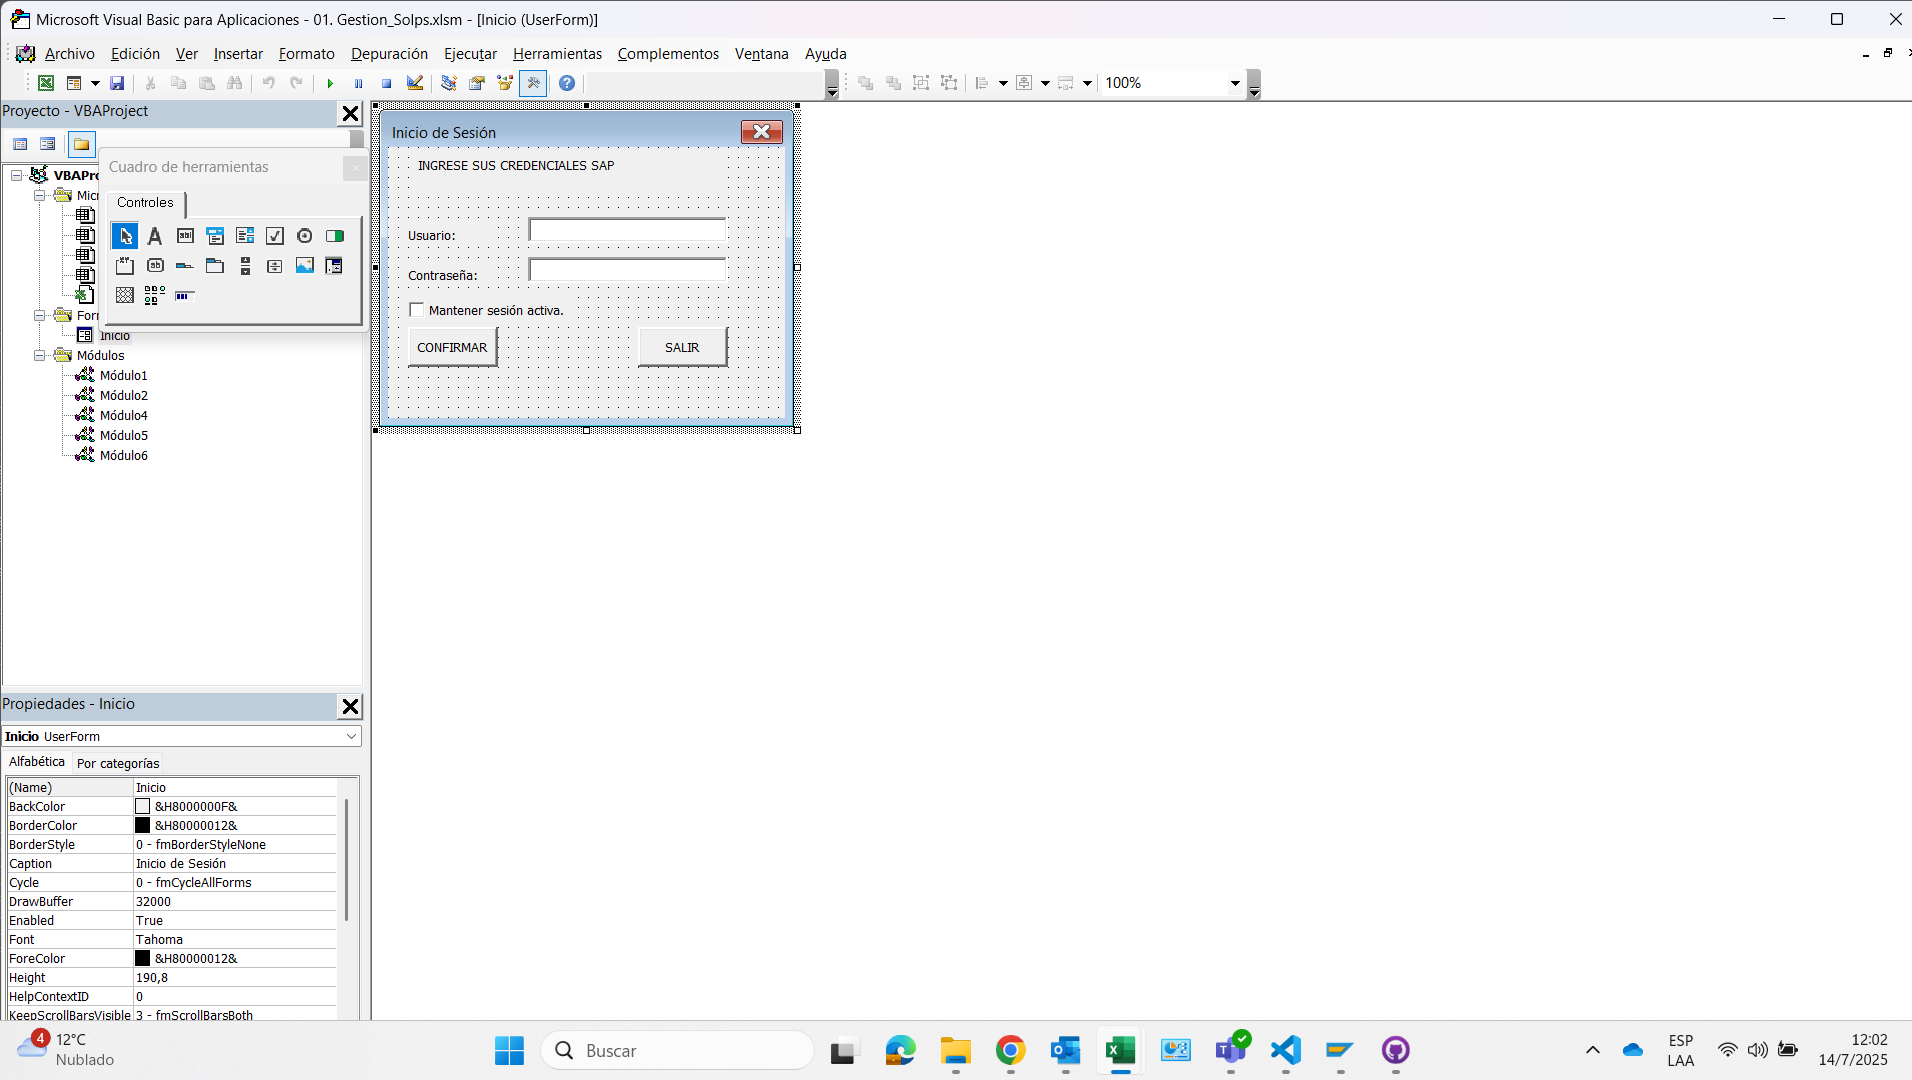 Microsoft Visual Basic para Aplicaciones - 01. Gestion_Solps.xlsm - [Inicio (UserForm)]
Archivo Edición Ver Insertar Formato Depuración Ejecutar Herramientas Complementos Ventana Ayuda
100%
Proyecto - VBAProject
Cuadro de herramientas
Controles
VBAPro
Micr
Forn
Inicio
Módulos
Módulo1
Módulo2
Módulo4
Módulo5
Módulo6
Inicio de Sesión
INGRESE SUS CREDENCIALES SAP
Usuario:
Contraseña:
Mantener sesión activa.
CONFIRMAR
SALIR
Propiedades - Inicio
Inicio UserForm
Alfabética Por categorías
(Name) Inicio
BackColor &H8000000F&
BorderColor &H80000012&
BorderStyle 0 - fmBorderStyleNone
Caption Inicio de Sesión
Cycle 0 - fmCycleAllForms
DrawBuffer 32000
Enabled True
Font Tahoma
ForeColor &H80000012&
Height 190,8
HelpContextID 0
KeepScrollBarsVisible 3 - fmScrollBarsBoth
4
12°C
Nublado
Buscar
ESP
LAA
12:02
14/7/2025